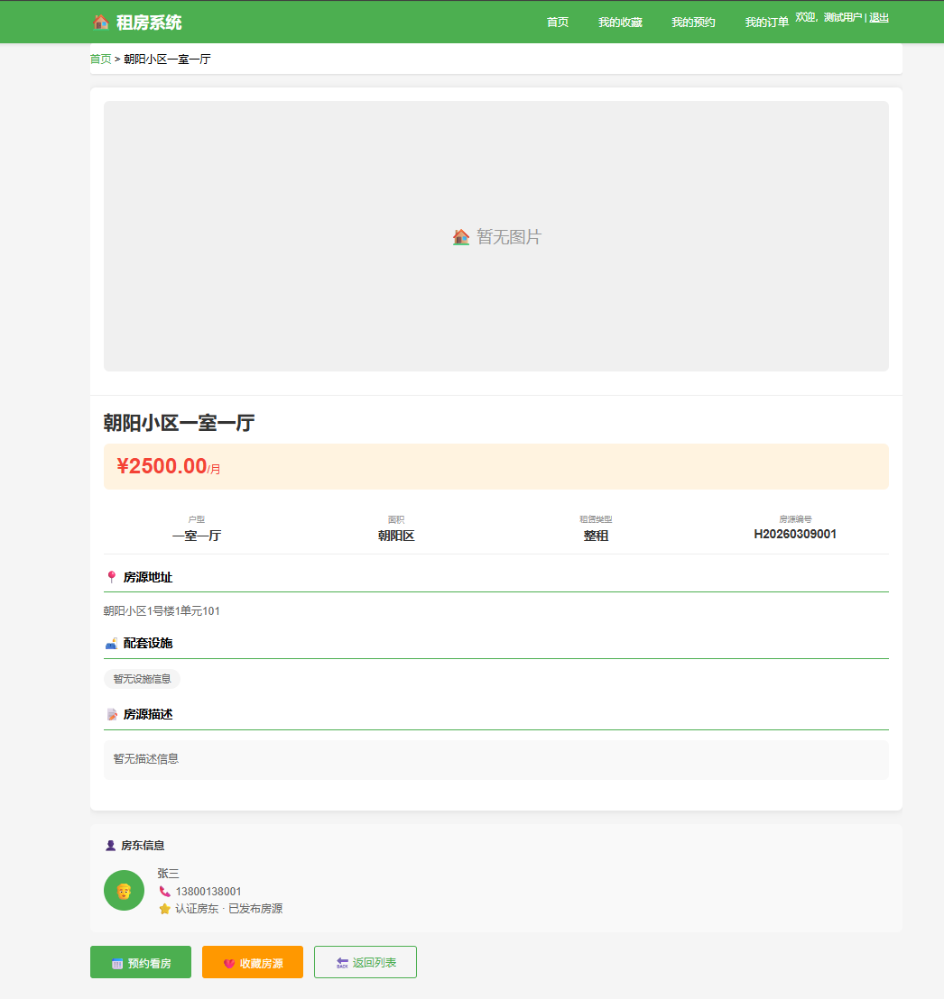 租房系统
首页 我的收藏 我的预约 我的订单 欢迎，测试用户 | 退出
首页 > 朝阳小区一室一厅
暂无图片
朝阳小区一室一厅
¥2500.00/月
户型 面积 租赁类型 房源编号
一室一厅 朝阳区 整租 H20260309001
房源地址
朝阳小区1号楼1单元101
配套设施
暂无设施信息
房源描述
暂无描述信息
房东信息
张三
13800138001
认证房东 · 已发布房源
预约看房 收藏房源 BACK 返回列表